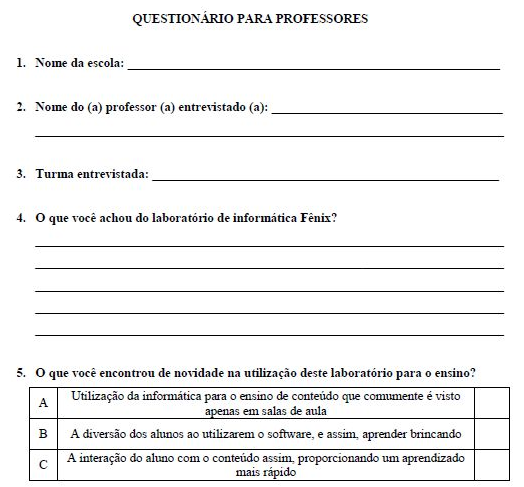 QUESTIONÁRIO PARA PROFESSORES
1. Nome da escola:
2. Nome do (a) professor (a) entrevistado (a):
3. Turma entrevistada:
4. O que você achou do laboratório de informática Fênix?
5. O que você encontrou de novidade na utilização deste laboratório para o ensino?
A Utilização da informática para o ensino de conteúdo que comumente é visto
apenas em salas de aula
B A diversão dos alunos ao utilizarem o software, e assim, aprender brincando
C A interação do aluno com o conteúdo assim, proporcionando um aprendizado
mais rápido